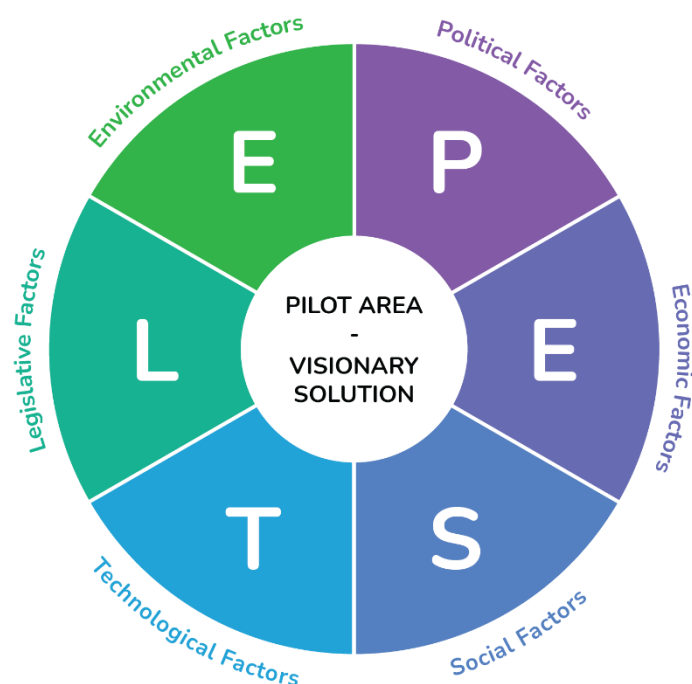 Political Factors
P
Economic Factors
E
Social Factors
S
Technological Factors
T
Legislative Factors
L
Environmental Factors
E
PILOT AREA
-
VISIONARY
SOLUTION